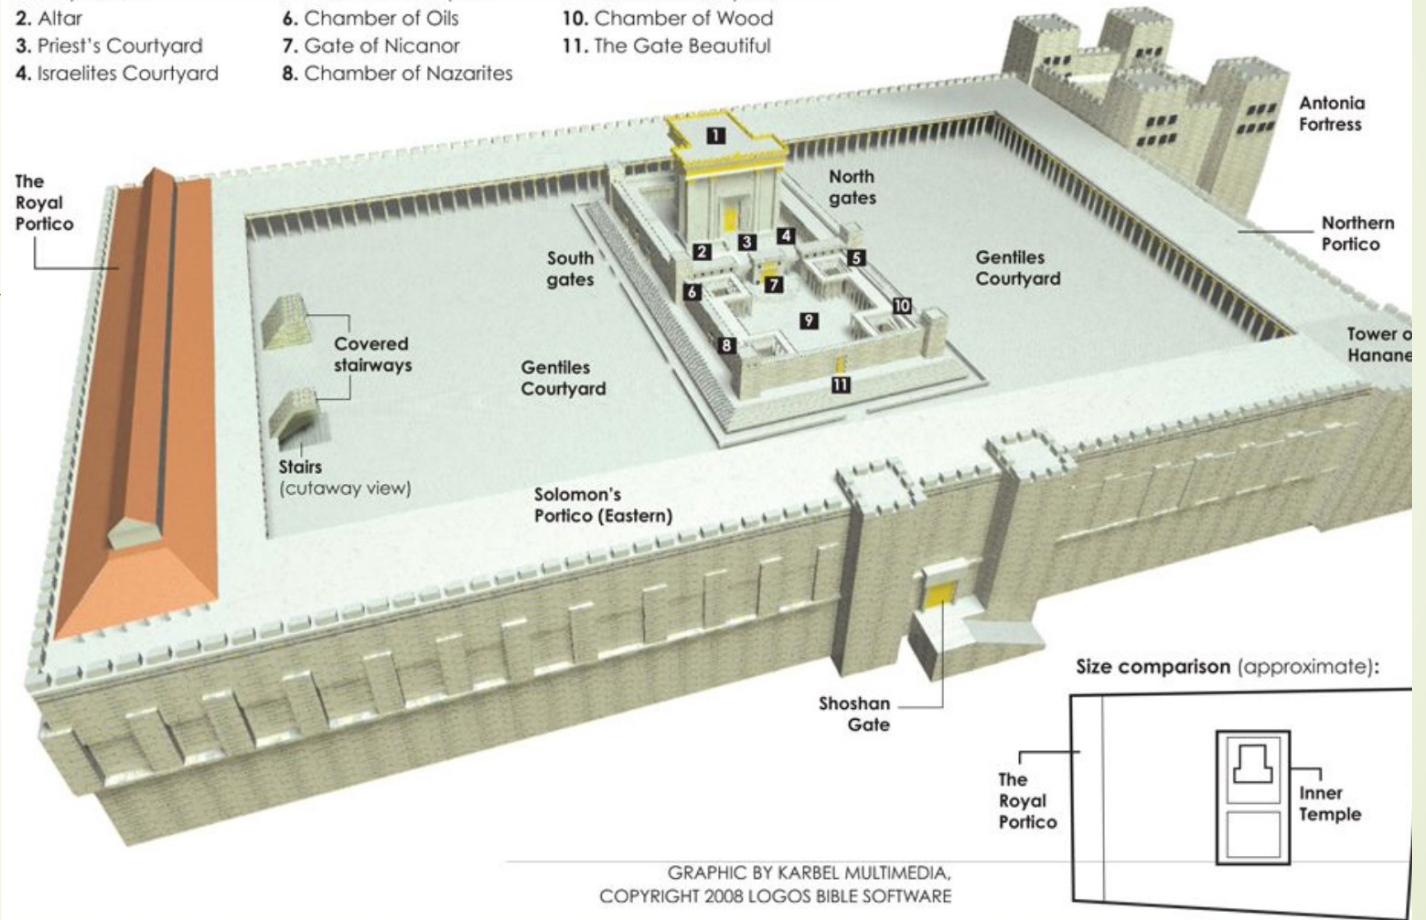 2. Altar
3. Priest's Courtyard
4. Israelites Courtyard
6. Chamber of Oils
7. Gate of Nicanor
8. Chamber of Nazarites
10. Chamber of Wood
11. The Gate Beautiful
Antonia
Fortress
1
The
Royal
Portico
North
gates
Northern
Portico
South
gates
2
3
4
5
Gentiles
Courtyard
6
7
10
9
Covered
stairways
8
Tower
Gentiles
Courtyard
11
Stairs
(cutaway view)
Solomon's
Portico (Eastern)
Shoshan
Gate
Size comparison (approximate):
The
Royal
Portico
Inner
Temple
GRAPHIC BY KARBEL MULTIMEDIA,
COPYRIGHT 2008 LOGOS BIBLE SOFTWARE